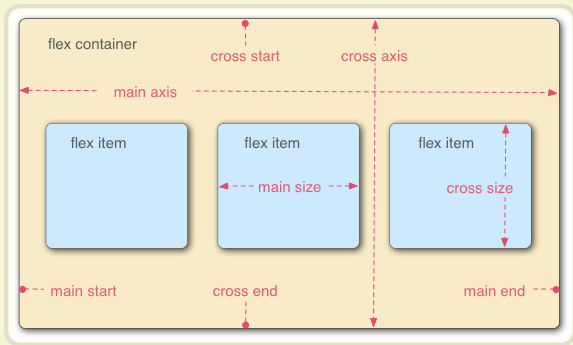 flex container
cross start
cross axis
main axis
flex item
flex item
flex item
main size
cross size
main start
cross end
main end